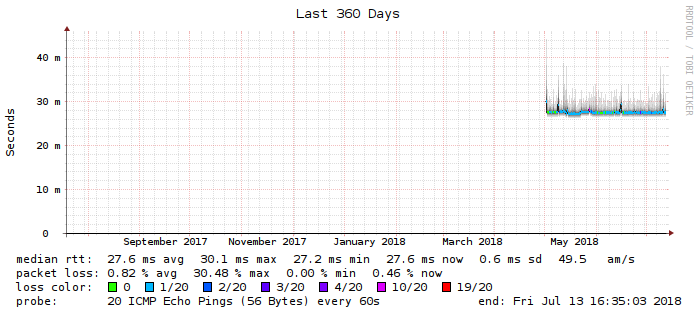 Last 360 Days
RRDTOOL / TOBI OETIKER
Seconds
40 m
30 m
20 m
10 m
0
September 2017 November 2017 January 2018 March 2018 May 2018
median rtt: 27.6 ms avg 30.1 ms max 27.2 ms min 27.6 ms now 0.6 ms sd 49.5 am/s
packet loss: 0.82 % avg 30.48 % max 0.00 % min 0.46 % now
loss color: 0 1/20 2/20 3/20 4/20 10/20 19/20
probe: 20 ICMP Echo Pings (56 Bytes) every 60s end: Fri Jul 13 16:35:03 2018